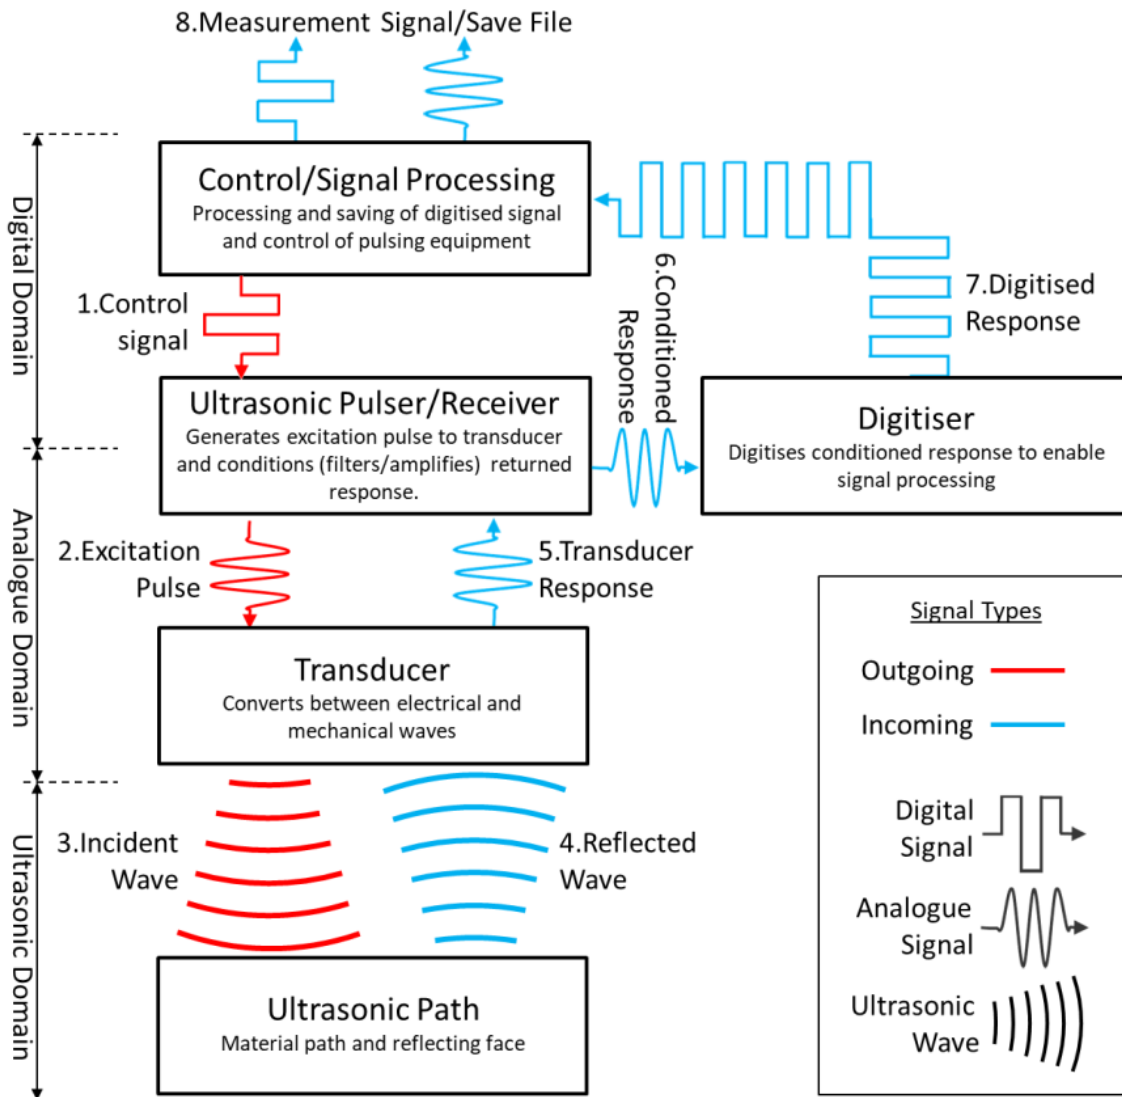 8.Measurement Signal/Save File
Control/Signal Processing
Processing and saving of digitised signal
and control of pulsing equipment
Digital Domain
1.Control
signal
6.Conditioned
Response
7.Digitised
Response
Ultrasonic Pulser/Receiver
Generates excitation pulse to transducer
and conditions (filters/amplifies) returned
response.
Digitiser
Digitises conditioned response to enable
signal processing
Analogue Domain
2.Excitation
Pulse
5.Transducer
Response
Transducer
Converts between electrical and
mechanical waves
Ultrasonic Domain
3.Incident
Wave
4.Reflected
Wave
Ultrasonic Path
Material path and reflecting face
Signal Types
Outgoing
Incoming
Digital
Signal
Analogue
Signal
Ultrasonic
Wave